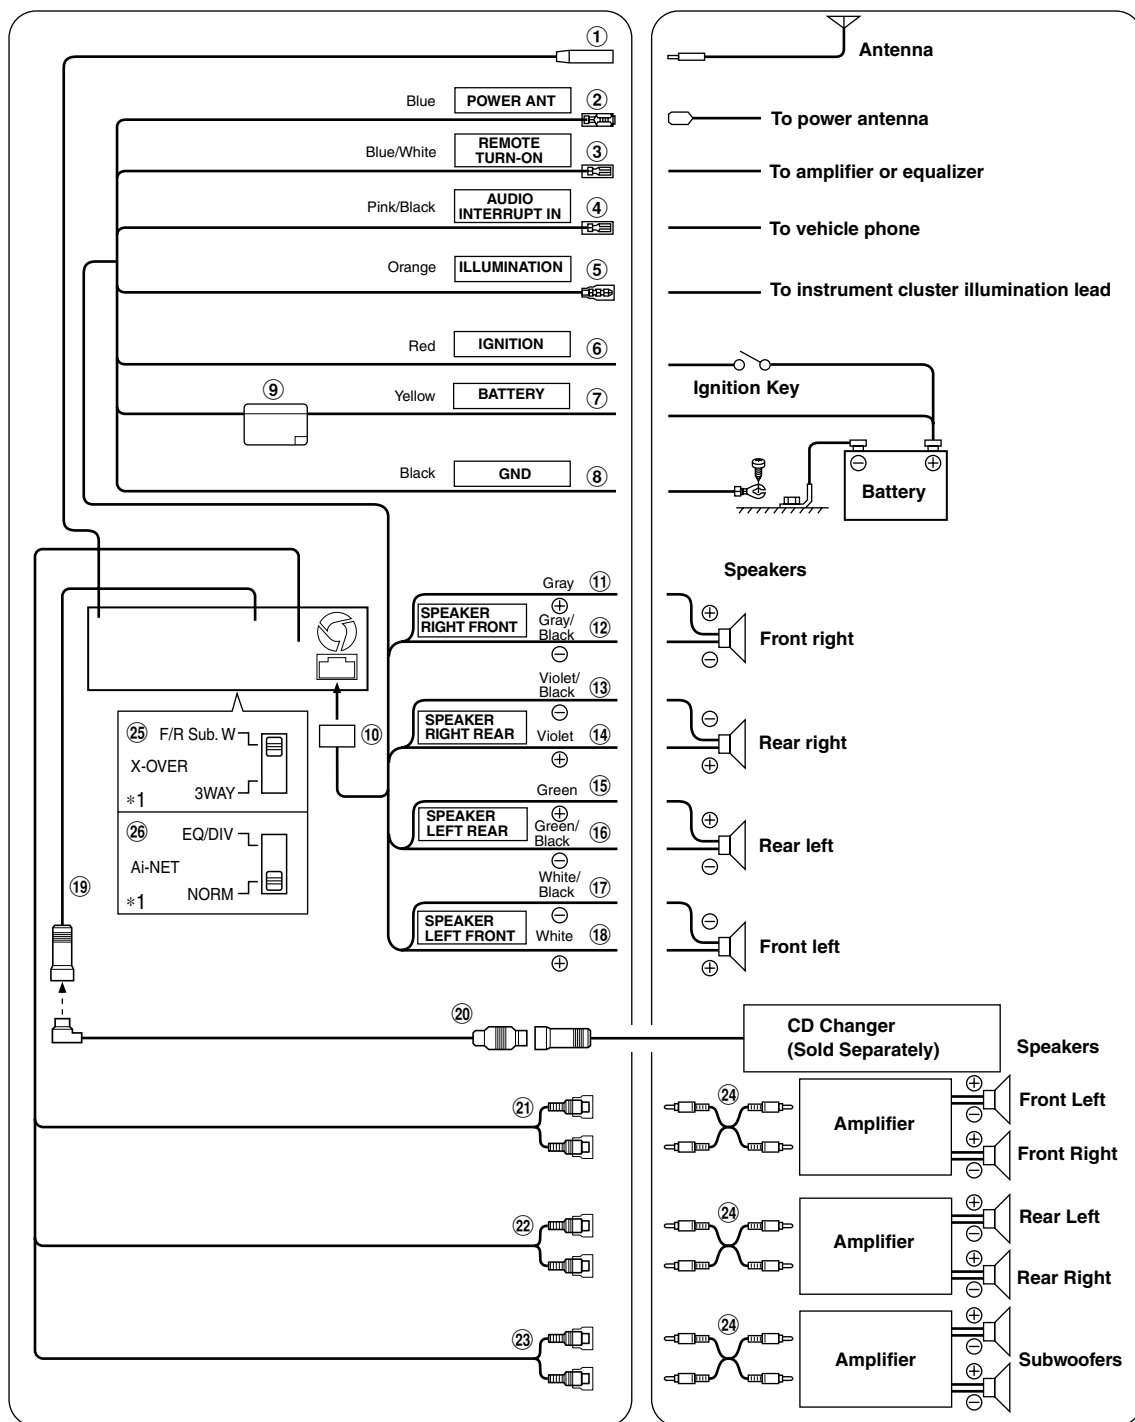 ①
Antenna
Blue POWER ANT ②
To power antenna
Blue/White REMOTE TURN-ON ③
To amplifier or equalizer
Pink/Black AUDIO INTERRUPT IN ④
To vehicle phone
Orange ILLUMINATION ⑤
To instrument cluster illumination lead
Red IGNITION ⑥
Ignition Key
⑨
Yellow BATTERY ⑦
Black GND ⑧
⊖ ⊕
Battery
Speakers
Gray ⑪
⊕
SPEAKER RIGHT FRONT
Gray/Black ⑫
⊖
⊕
Front right
⊖
Violet/Black ⑬
⊖
SPEAKER RIGHT REAR
Violet ⑭
⊕
⊖
Rear right
⊕
⑩
Green ⑮
⊕
SPEAKER LEFT REAR
Green/Black ⑯
⊖
⊕
Rear left
⊖
White/Black ⑰
⊖
SPEAKER LEFT FRONT
White ⑱
⊕
⊖
Front left
⊕
㉕ F/R Sub. W
X-OVER
*1 3WAY
㉖ EQ/DIV
Ai-NET
*1 NORM
⑲
⑳
CD Changer
(Sold Separately)
Speakers
㉑
㉔
Amplifier
⊕
Front Left
⊖
⊕
Front Right
⊖
㉒
㉔
Amplifier
⊕
Rear Left
⊖
⊕
Rear Right
⊖
㉓
㉔
Amplifier
⊕
⊖
Subwoofers
⊕
⊖